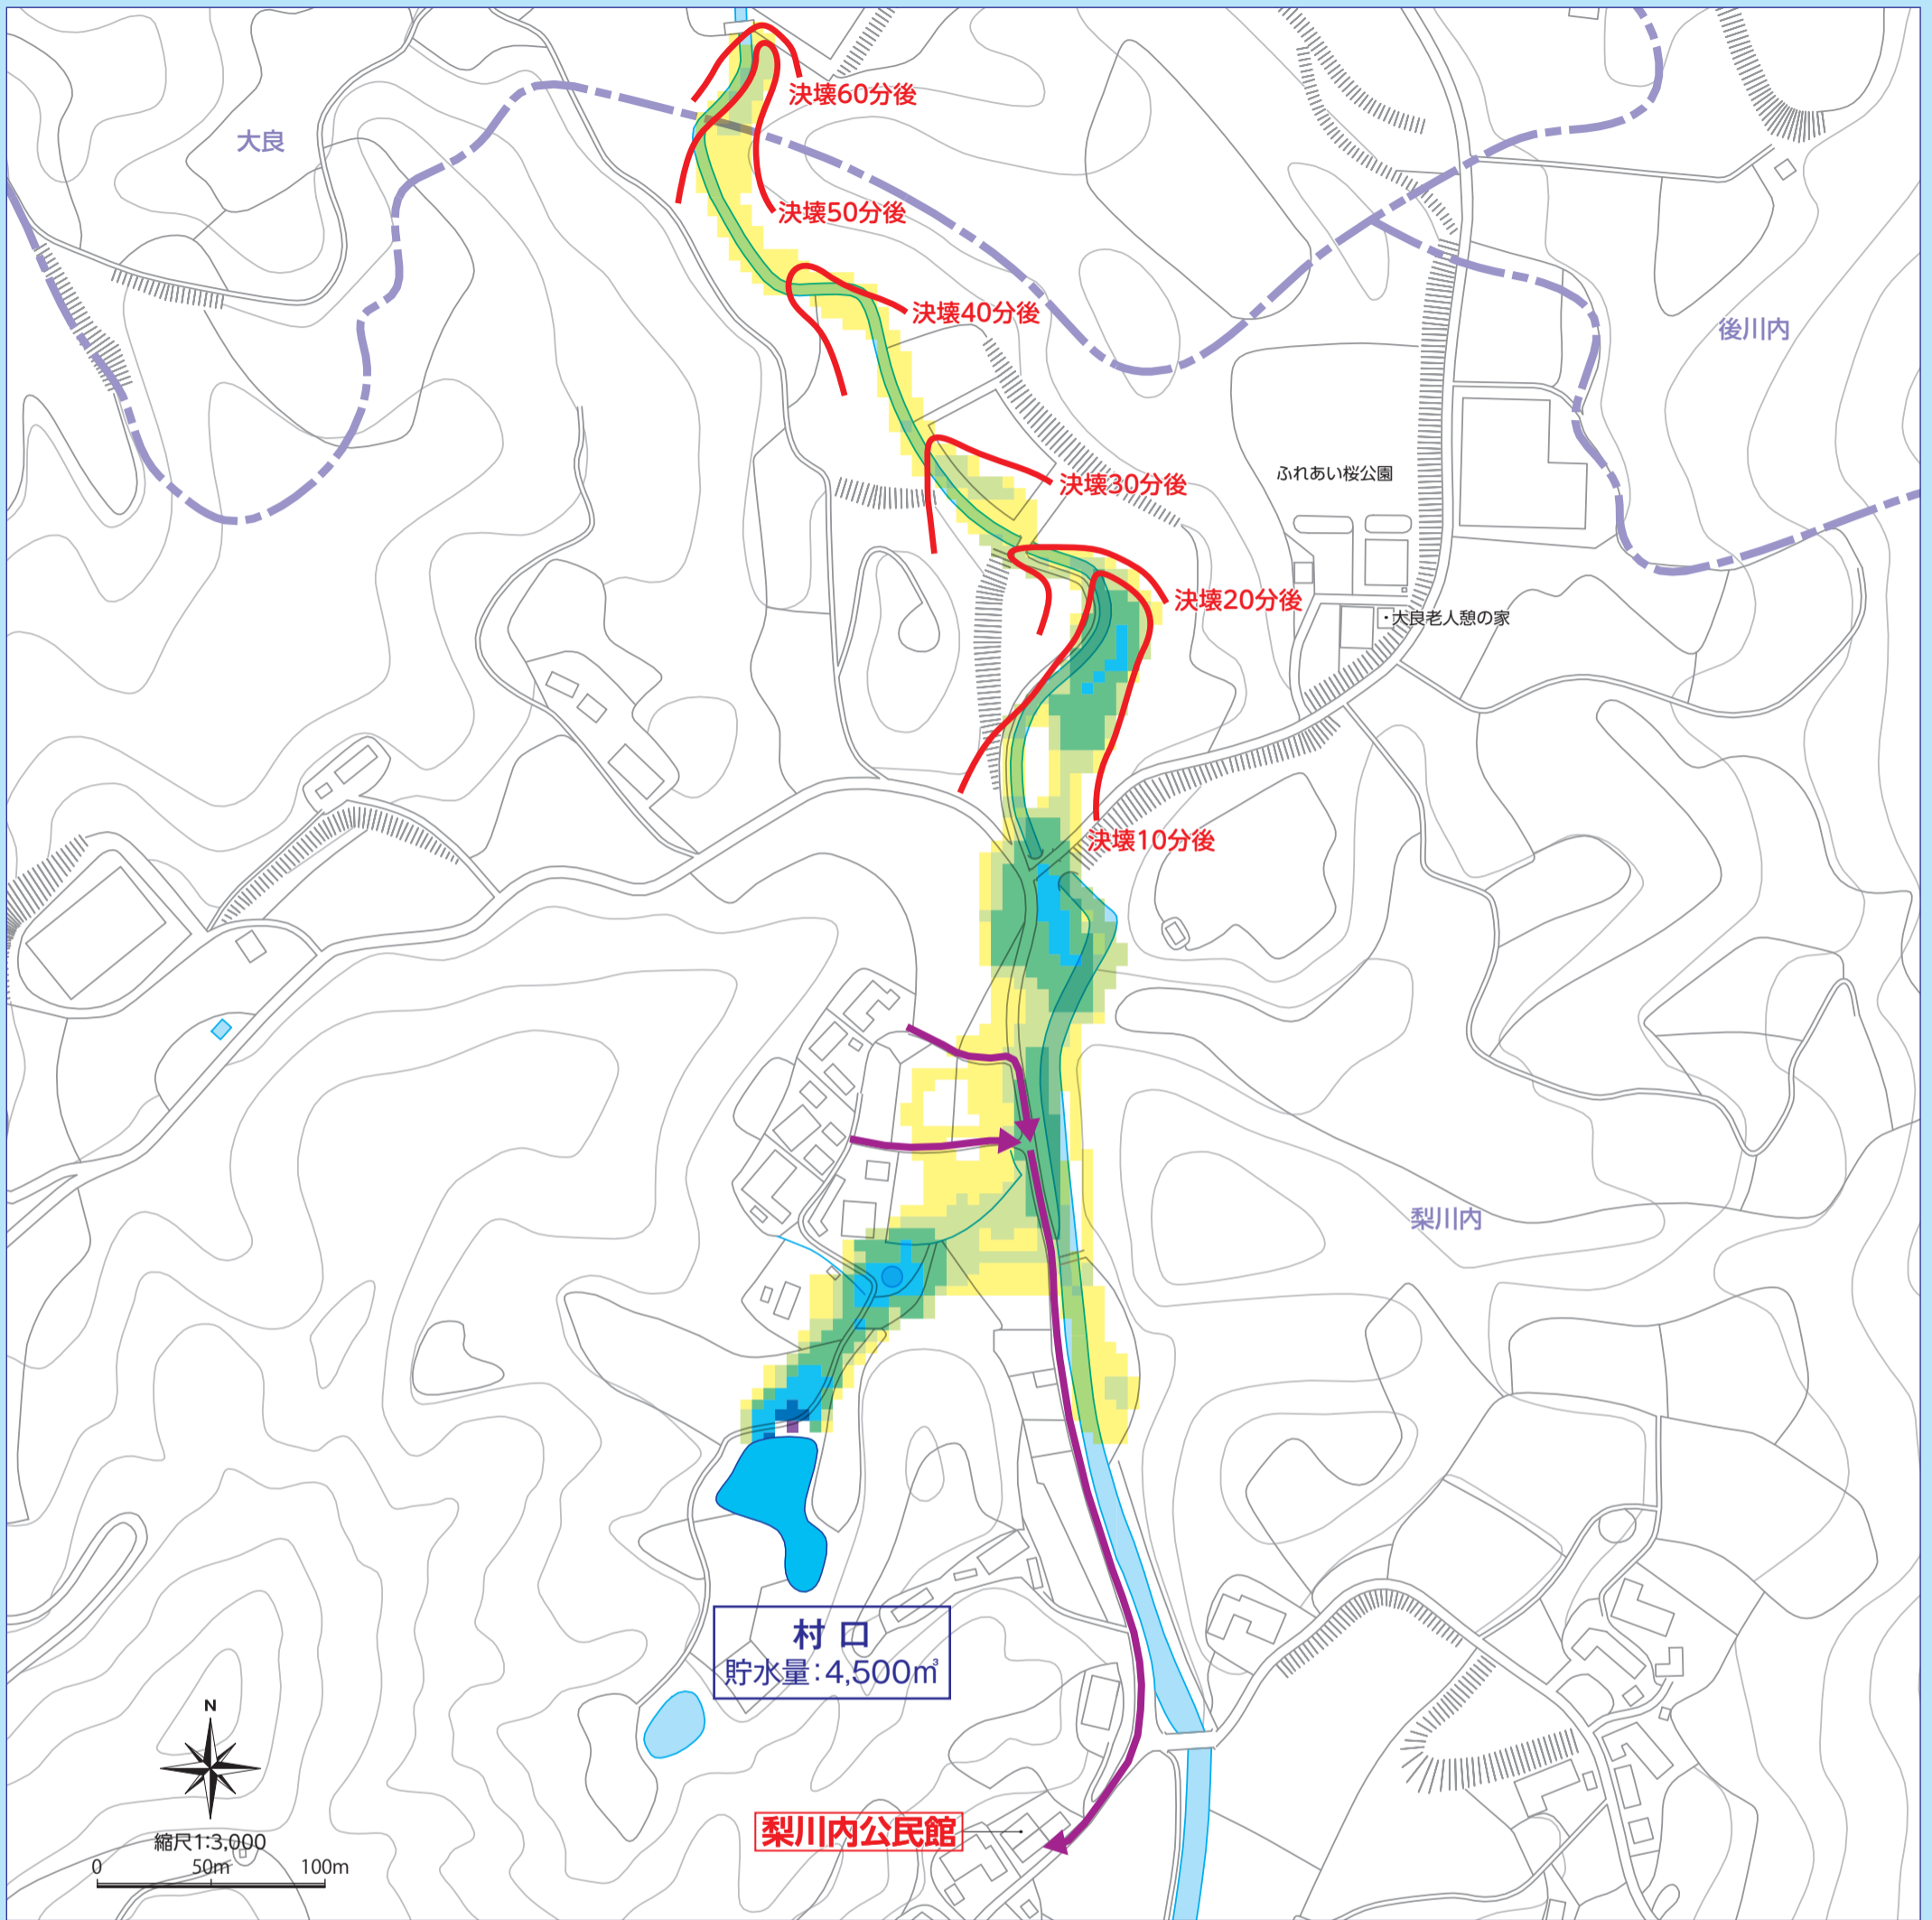 決壊60分後
大良
決壊50分後
決壊40分後
後川内
ふれあい桜公園
決壊30分後
決壊20分後
・大良老人憩の家
決壊10分後
梨川内
村 口
貯水量:4,500㎥
N
梨川内公民館
縮尺1:3,000
0 50m 100m